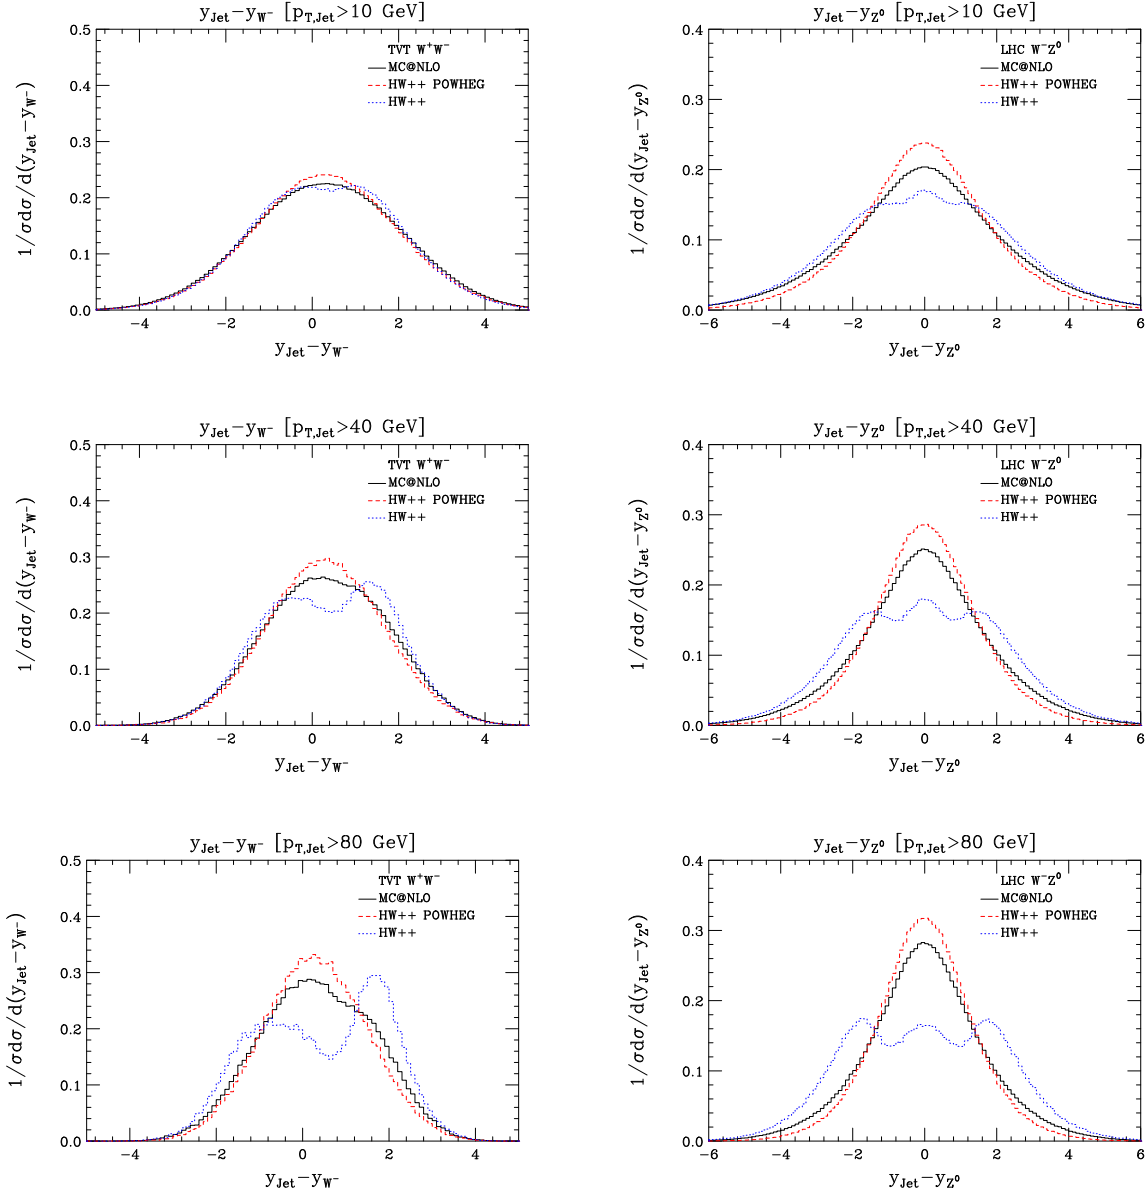 y_Jet−y_W⁻ [p_T,Jet>10 GeV]
0.5
0.4
0.3
0.2
0.1
0.0
1/σdσ/d(y_Jet−y_W⁻)
TVT W⁺W⁻
MC@NLO
HW++ POWHEG
HW++
−4 −2 0 2 4
y_Jet−y_W⁻
y_Jet−y_Z⁰ [p_T,Jet>10 GeV]
0.4
0.3
0.2
0.1
0.0
1/σdσ/d(y_Jet−y_Z⁰)
LHC W⁻Z⁰
MC@NLO
HW++ POWHEG
HW++
−6 −4 −2 0 2 4 6
y_Jet−y_Z⁰
y_Jet−y_W⁻ [p_T,Jet>40 GeV]
0.5
0.4
0.3
0.2
0.1
0.0
1/σdσ/d(y_Jet−y_W⁻)
TVT W⁺W⁻
MC@NLO
HW++ POWHEG
HW++
−4 −2 0 2 4
y_Jet−y_W⁻
y_Jet−y_Z⁰ [p_T,Jet>40 GeV]
0.4
0.3
0.2
0.1
0.0
1/σdσ/d(y_Jet−y_Z⁰)
LHC W⁻Z⁰
MC@NLO
HW++ POWHEG
HW++
−6 −4 −2 0 2 4 6
y_Jet−y_Z⁰
y_Jet−y_W⁻ [p_T,Jet>80 GeV]
0.5
0.4
0.3
0.2
0.1
0.0
1/σdσ/d(y_Jet−y_W⁻)
TVT W⁺W⁻
MC@NLO
HW++ POWHEG
HW++
−4 −2 0 2 4
y_Jet−y_W⁻
y_Jet−y_Z⁰ [p_T,Jet>80 GeV]
0.4
0.3
0.2
0.1
0.0
1/σdσ/d(y_Jet−y_Z⁰)
LHC W⁻Z⁰
MC@NLO
HW++ POWHEG
HW++
−6 −4 −2 0 2 4 6
y_Jet−y_Z⁰